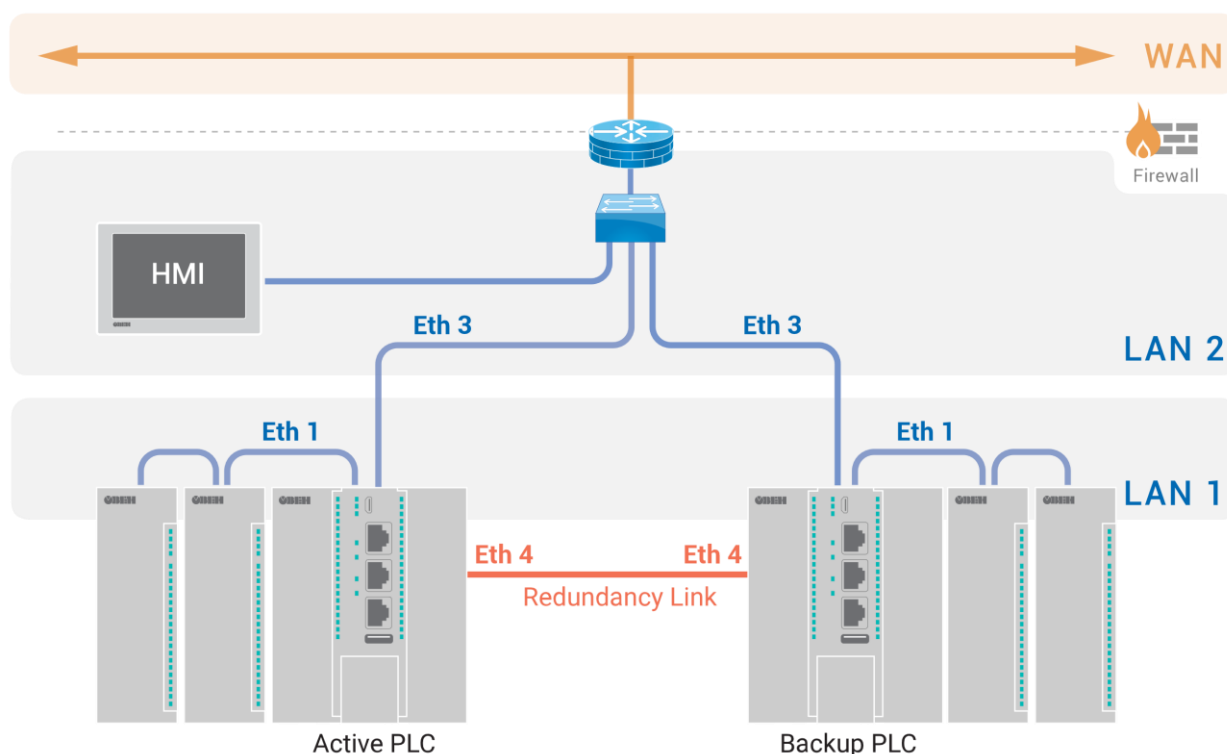 WAN
Firewall
HMI
Eth 3
Eth 3
LAN 2
Eth 1
Eth 1
LAN 1
Eth 4
Eth 4
Redundancy Link
Active PLC
Backup PLC